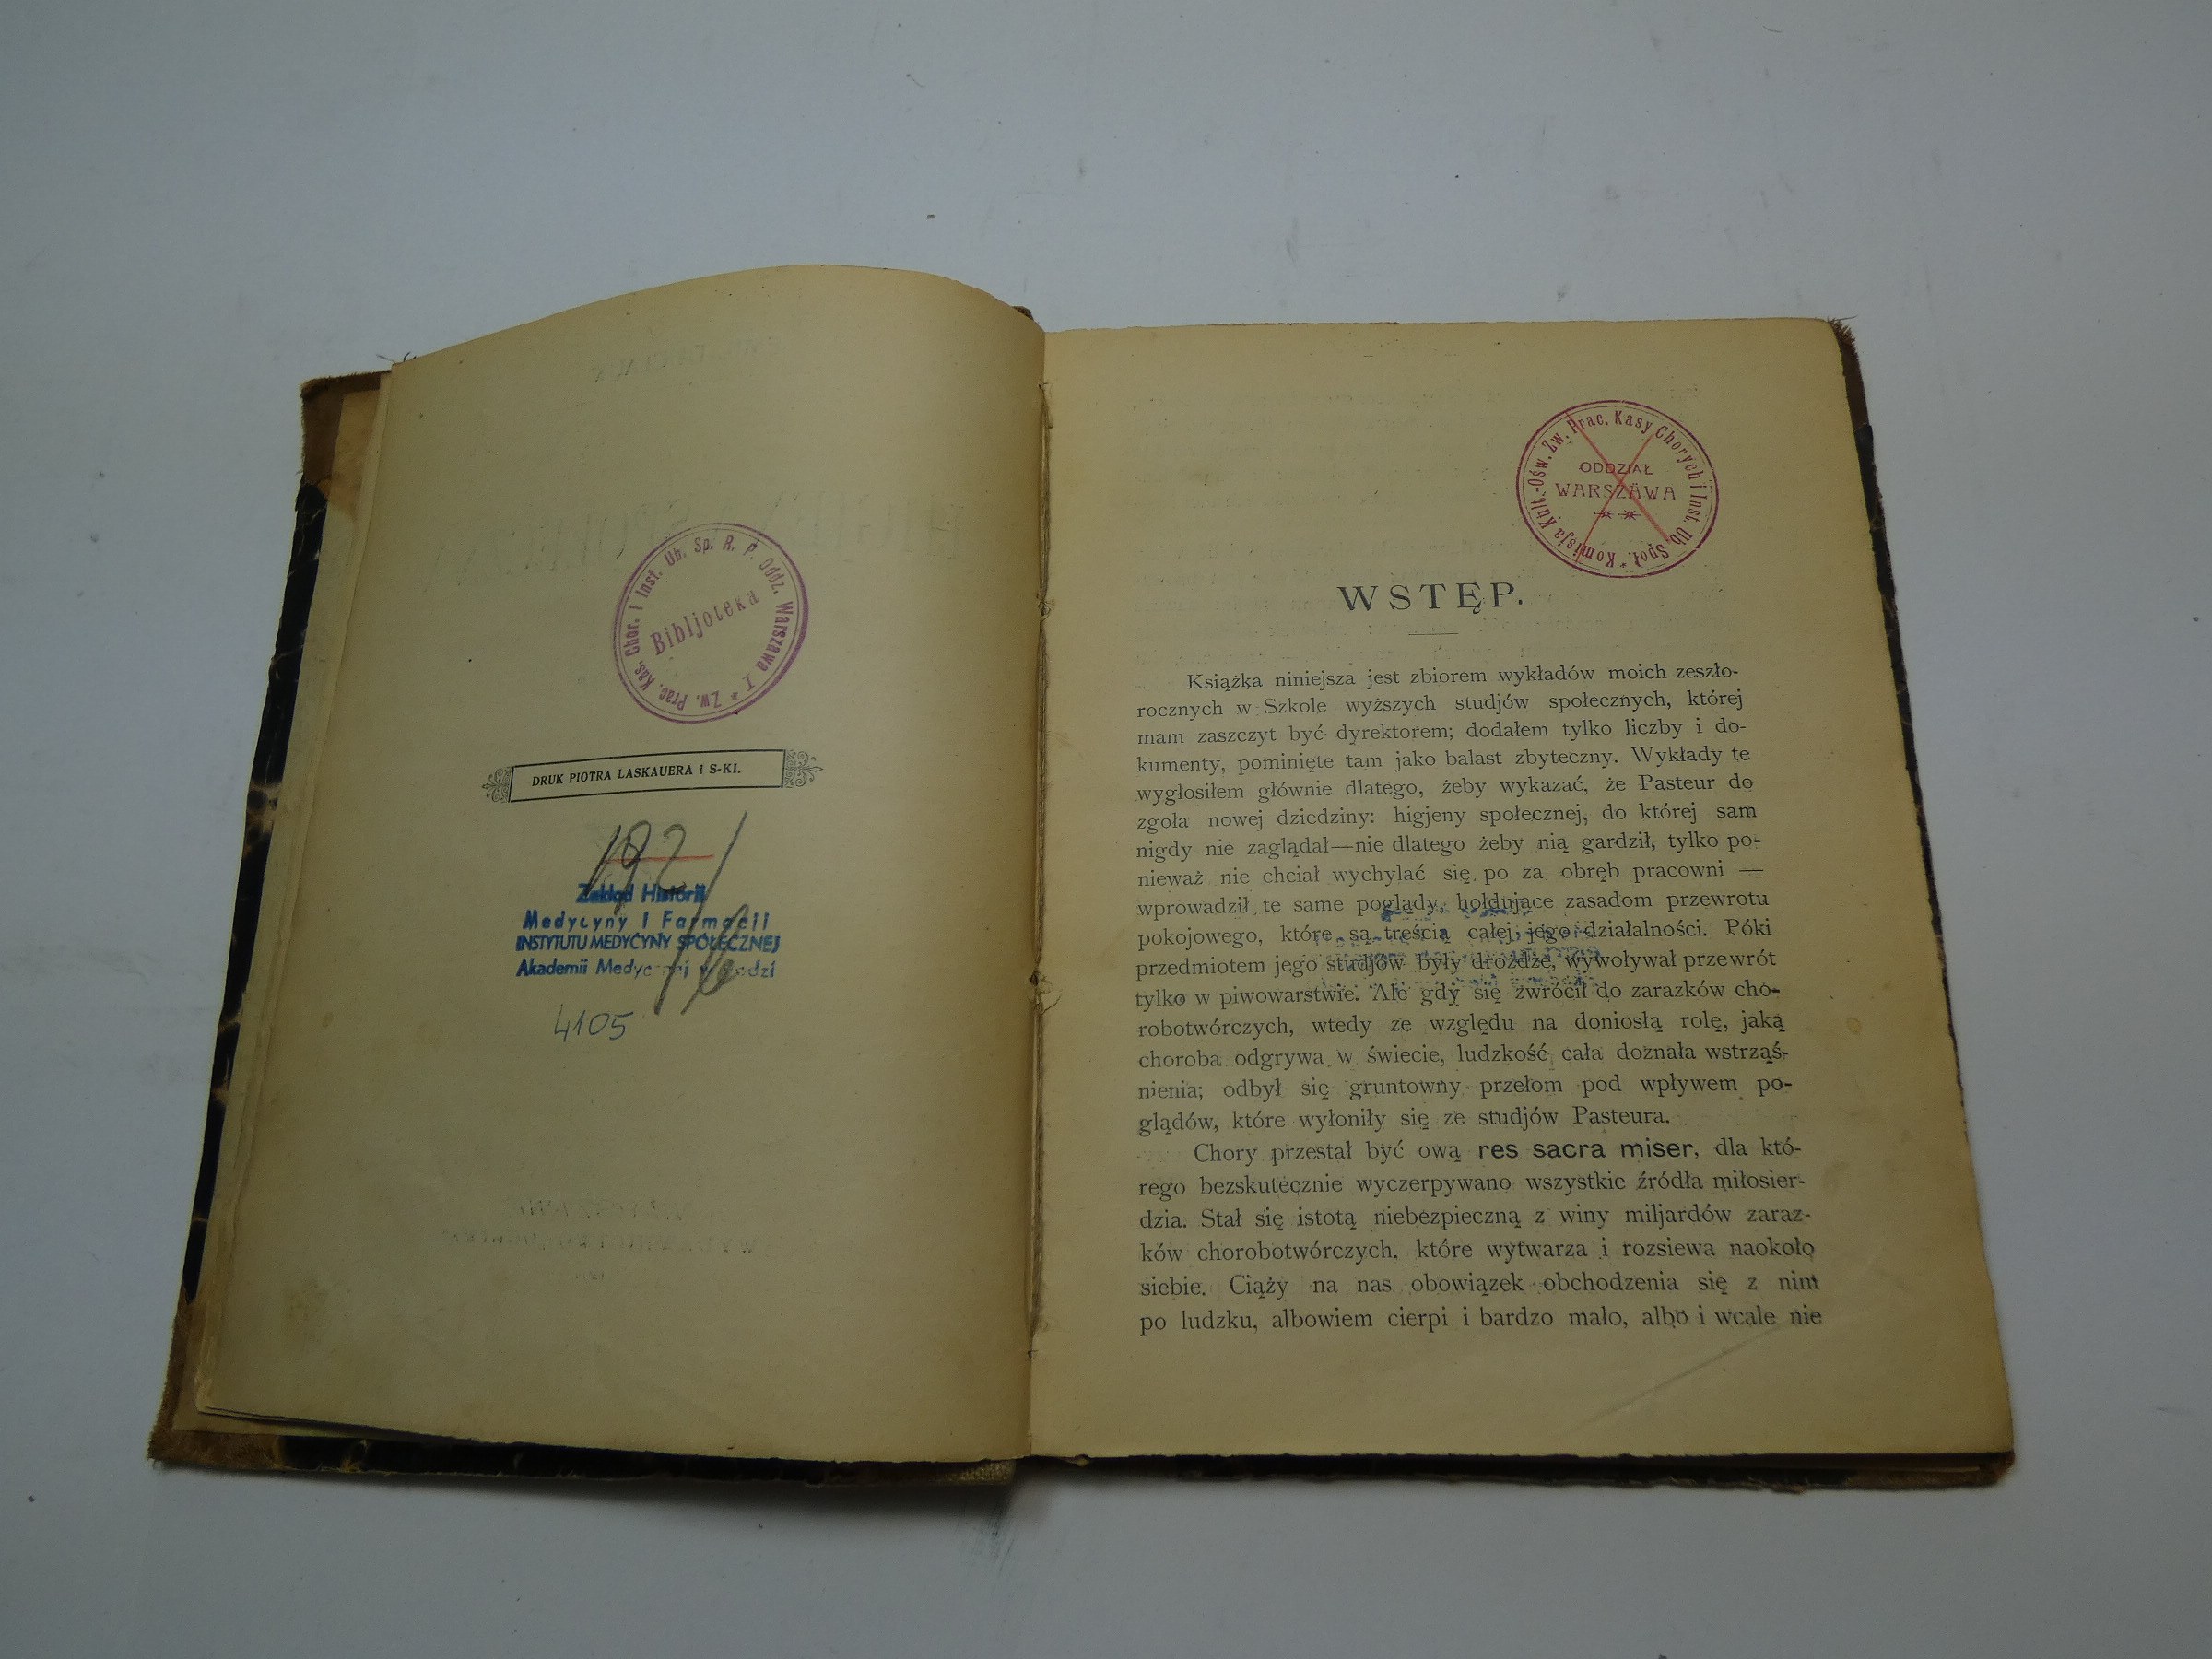 Zw. Prac. Kas. Chor. I Inst. Ub. Sp. R. P. Oddz. Warszawa I *
Bibljoteka
DRUK PIOTRA LASKAUERA i S-KI.
192
Zakład Historii
Medycyny i Farmacii
INSTYTUTU MEDYCYNY SPOŁECZNEJ
Akademii Medycznej w Łodzi
4105
Komisja Kult.-Ośw. Zw. Prac. Kasy Chorych i Inst. Ub Społ. *
ODDZIAŁ
WARSZAWA
WSTĘP.
Książka niniejsza jest zbiorem wykładów moich zeszło-
rocznych w Szkole wyższych studjów społecznych, której
mam zaszczyt być dyrektorem; dodałem tylko liczby i do-
kumenty, pominięte tam jako balast zbyteczny. Wykłady te
wygłosiłem głównie dlatego, żeby wykazać, że Pasteur do
zgoła nowej dziedziny: higjeny społecznej, do której sam
nigdy nie zaglądał—nie dlatego żeby nią gardził, tylko po-
nieważ nie chciał wychylać się po za obręb pracowni —
wprowadził te same poglądy, hołdujące zasadom przewrotu
pokojowego, które są treścią całej jego działalności. Póki
przedmiotem jego studjów były drożdże, wywoływał przewrót
tylko w piwowarstwie. Ale gdy się zwrócił do zarazków cho-
robotwórczych, wtedy ze względu na doniosłą rolę, jaką
choroba odgrywa w świecie, ludzkość cała doznała wstrząś-
nienia; odbył się gruntowny przełom pod wpływem po-
glądów, które wyłoniły się ze studjów Pasteura.
Chory przestał być ową res sacra miser, dla któ-
rego bezskutecznie wyczerpywano wszystkie źródła miłosier-
dzia. Stał się istotą niebezpieczną z winy miljardów zaraz-
ków chorobotwórczych. które wytwarza i rozsiewa naokoło
siebie. Ciąży na nas obowiązek obchodzenia się z nim
po ludzku, albowiem cierpi i bardzo mało, albo i wcale nie